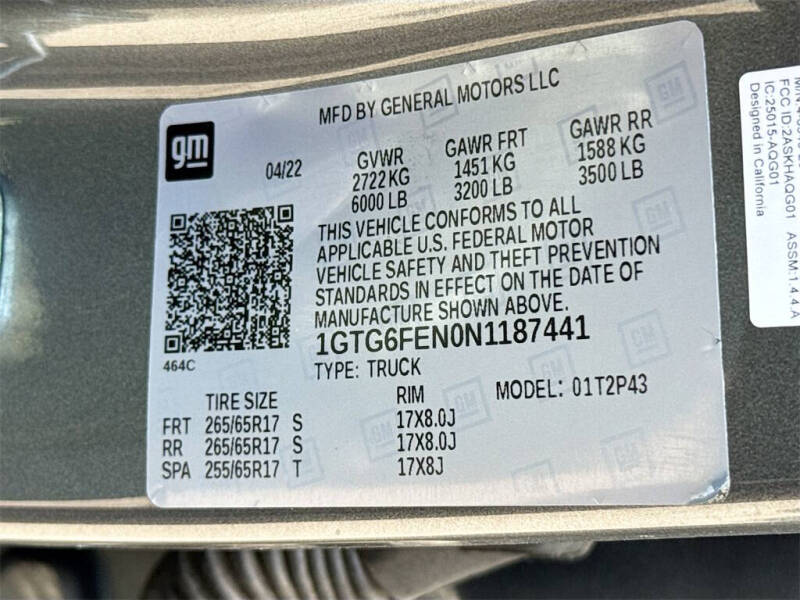 MFD BY GENERAL MOTORS LLC
gm
04/22
GVWR GAWR FRT GAWR RR
2722 KG 1451 KG 1588 KG
6000 LB 3200 LB 3500 LB
THIS VEHICLE CONFORMS TO ALL
APPLICABLE U.S. FEDERAL MOTOR
VEHICLE SAFETY AND THEFT PREVENTION
STANDARDS IN EFFECT ON THE DATE OF
MANUFACTURE SHOWN ABOVE.
1GTG6FEN0N1187441
464C
TYPE: TRUCK
MODEL: 01T2P43
TIRE SIZE RIM
FRT 265/65R17 S 17X8.0J
RR 265/65R17 S 17X8.0J
SPA 255/65R17 T 17X8J
FCC ID:2ASKHAQG01 ASSM:1.4.4.A
IC:25015-AQG01
Designed in California